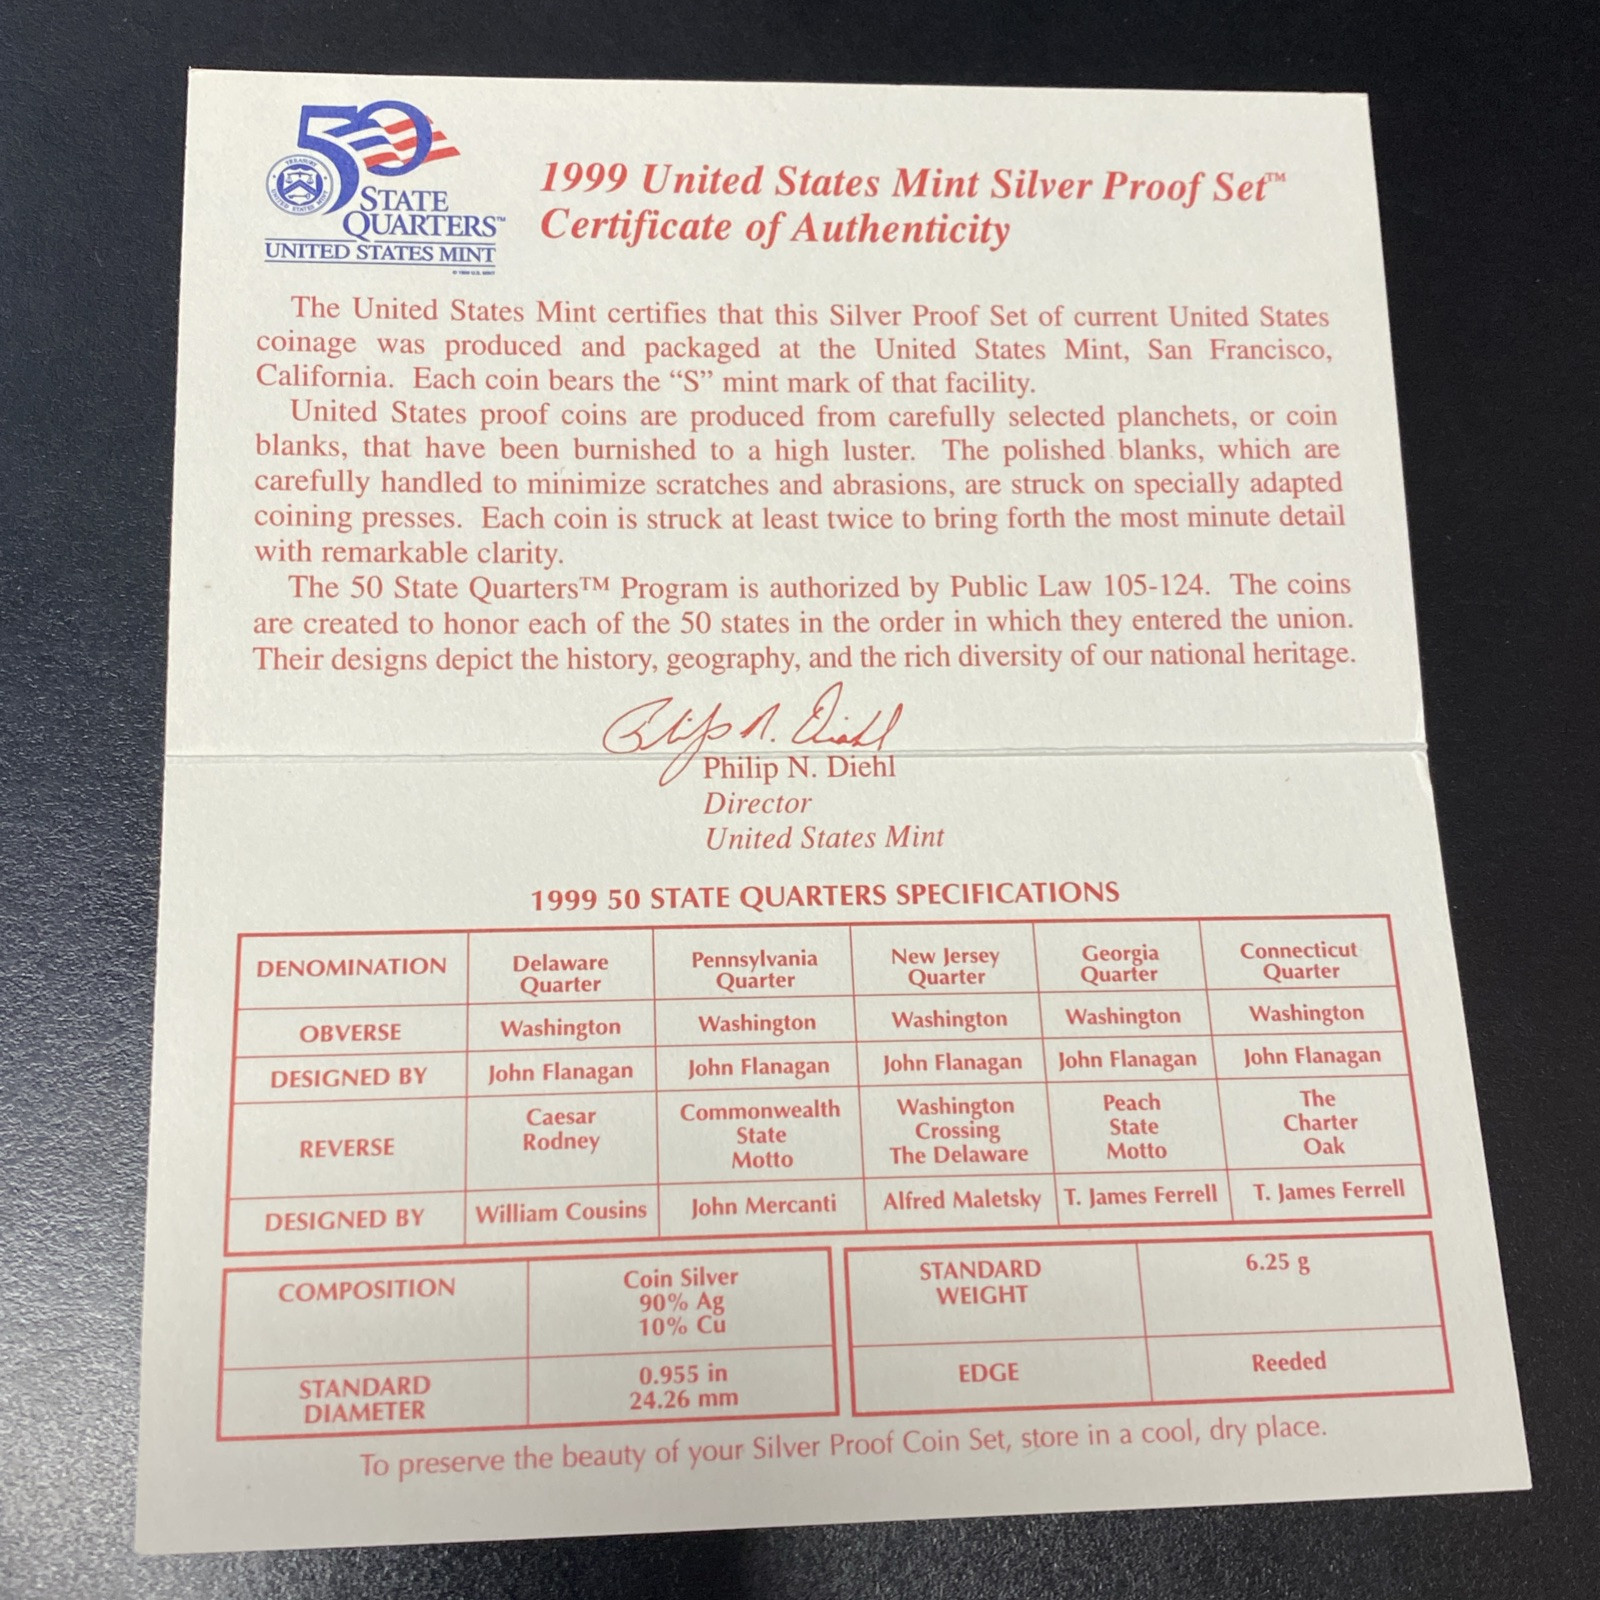 50
TREASURY
UNITED STATES MINT
STATE
QUARTERS™
UNITED STATES MINT
1999 United States Mint Silver Proof Set™
Certificate of Authenticity
The United States Mint certifies that this Silver Proof Set of current United States
coinage was produced and packaged at the United States Mint, San Francisco,
California. Each coin bears the “S” mint mark of that facility.
United States proof coins are produced from carefully selected planchets, or coin
blanks, that have been burnished to a high luster. The polished blanks, which are
carefully handled to minimize scratches and abrasions, are struck on specially adapted
coining presses. Each coin is struck at least twice to bring forth the most minute detail
with remarkable clarity.
The 50 State Quarters™ Program is authorized by Public Law 105-124. The coins
are created to honor each of the 50 states in the order in which they entered the union.
Their designs depict the history, geography, and the rich diversity of our national heritage.
Philip N. Diehl
Philip N. Diehl
Director
United States Mint
1999 50 STATE QUARTERS SPECIFICATIONS
DENOMINATION Delaware Quarter Pennsylvania Quarter New Jersey Quarter Georgia Quarter Connecticut Quarter
OBVERSE Washington Washington Washington Washington Washington
DESIGNED BY John Flanagan John Flanagan John Flanagan John Flanagan John Flanagan
REVERSE Caesar Rodney Commonwealth State Motto Washington Crossing The Delaware Peach State Motto The Charter Oak
DESIGNED BY William Cousins John Mercanti Alfred Maletsky T. James Ferrell T. James Ferrell
COMPOSITION Coin Silver 90% Ag 10% Cu
STANDARD WEIGHT 6.25 g
STANDARD DIAMETER 0.955 in 24.26 mm
EDGE Reeded
To preserve the beauty of your Silver Proof Coin Set, store in a cool, dry place.